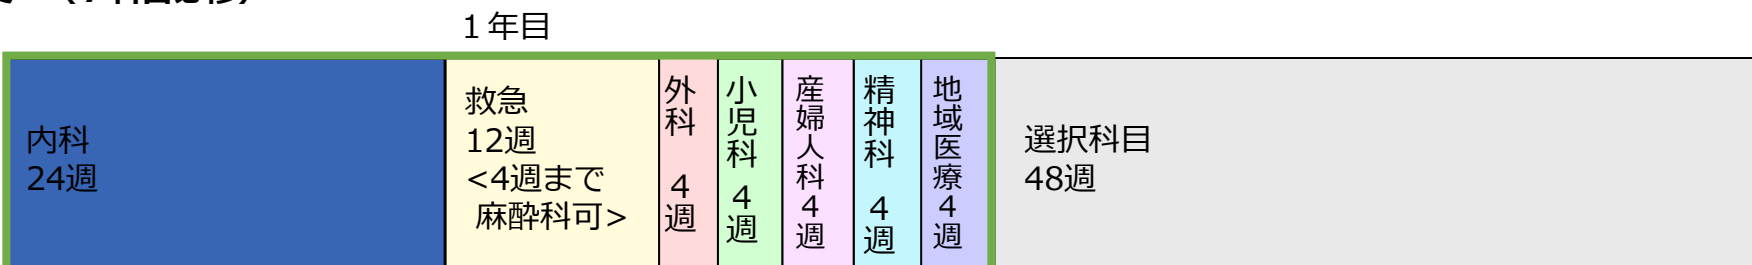 １年目
内科
24週
救急
12週
<4週まで
麻酔科可>
外科 4週
小児科 4週
産婦人科 4週
精神科 4週
地域医療 4週
選択科目
48週